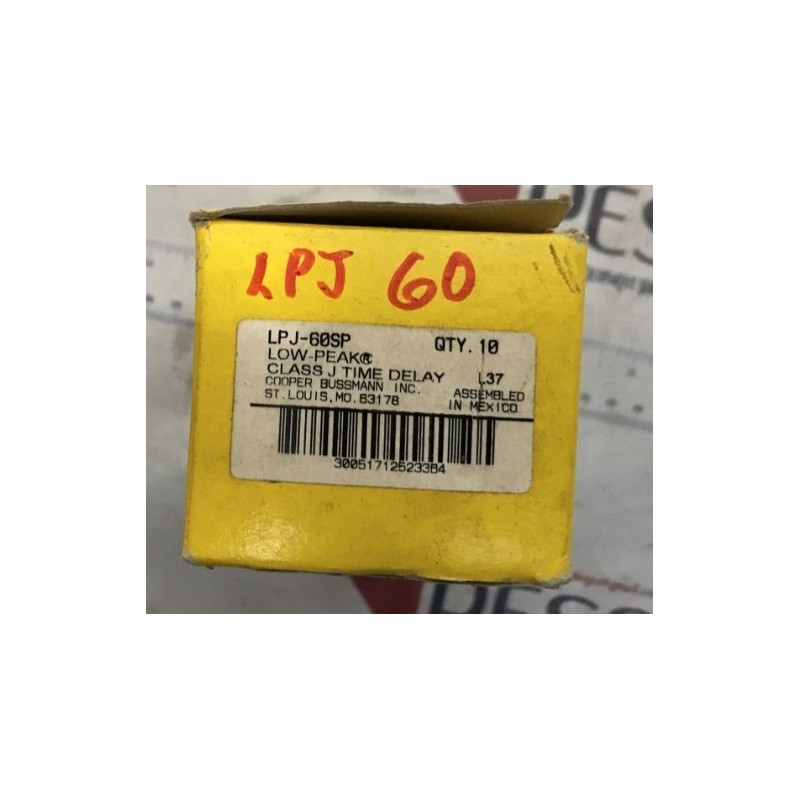 LPJ 60
LPJ-60SP QTY. 10
LOW-PEAK®
CLASS J TIME DELAY L37
COOPER BUSSMANN INC. ASSEMBLED
ST. LOUIS, MO. 63178 IN MEXICO
30051712523364